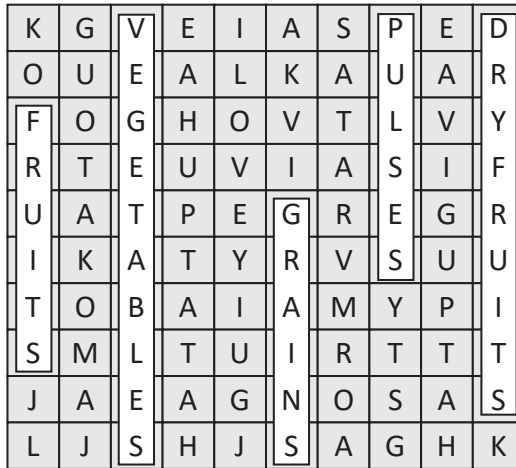 K G V E I A S P E D
O U E A L K A U A R
F O G H O V T L V Y
R T E U V I A S I F
U A T P E G R E G R
I K A T Y R V S U U
T O B A I A M Y P I
S M L T U I R T T T
J A E A G N O S A S
L J S H J S A G H K